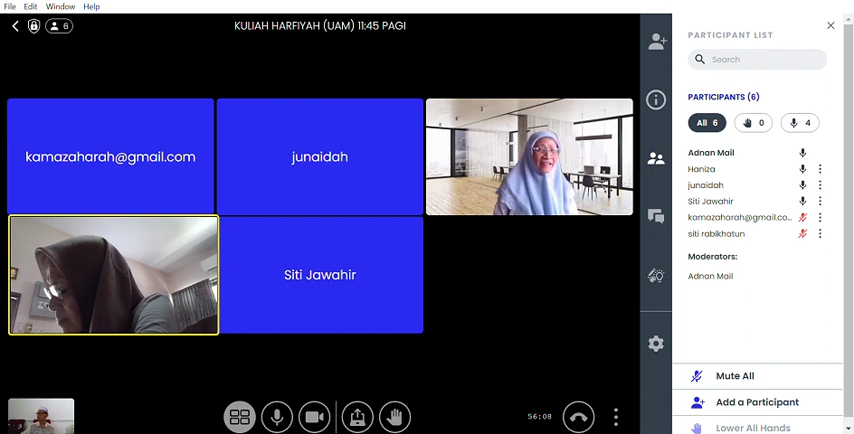 File Edit Window Help
6
KULIAH HARFIYAH (UAM) 11:45 PAGI
kamazaharah@gmail.com
junaidah
Siti Jawahir
56:08
PARTICIPANT LIST
Search
PARTICIPANTS (6)
All 6 0 4
Adnan Mail
Haniza
junaidah
Siti Jawahir
kamazaharah@gmail.co...
siti rabikhatun
Moderators:
Adnan Mail
Mute All
Add a Participant
Lower All Hands